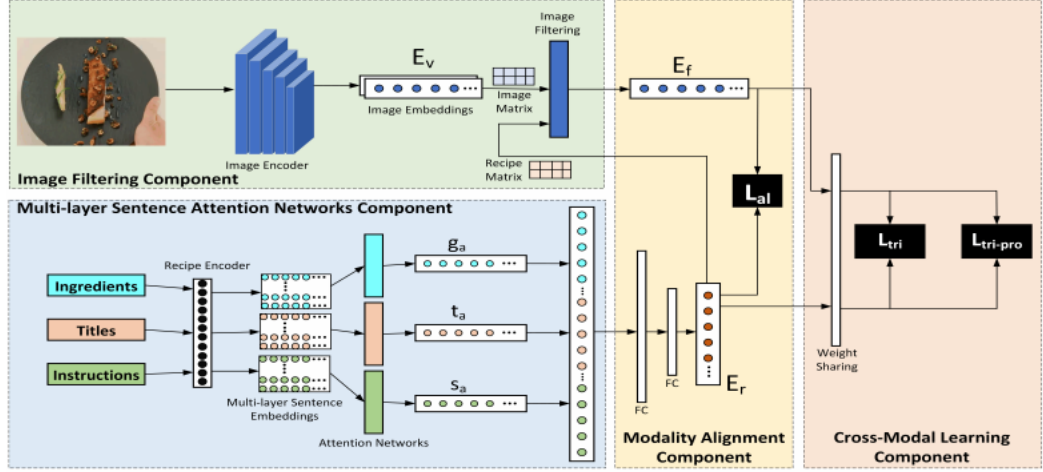 Image
Filtering
E_v
E_f
Image
Matrix
Image Embeddings
Image Encoder
Recipe
Matrix
Image Filtering Component
L_al
Multi-layer Sentence Attention Networks Component
g_a
L_tri
L_tri-pro
Recipe Encoder
Ingredients
t_a
Titles
Instructions
s_a
Multi-layer Sentence
Embeddings
Attention Networks
FC
FC
E_r
Weight
Sharing
Modality Alignment
Component
Cross-Modal Learning
Component